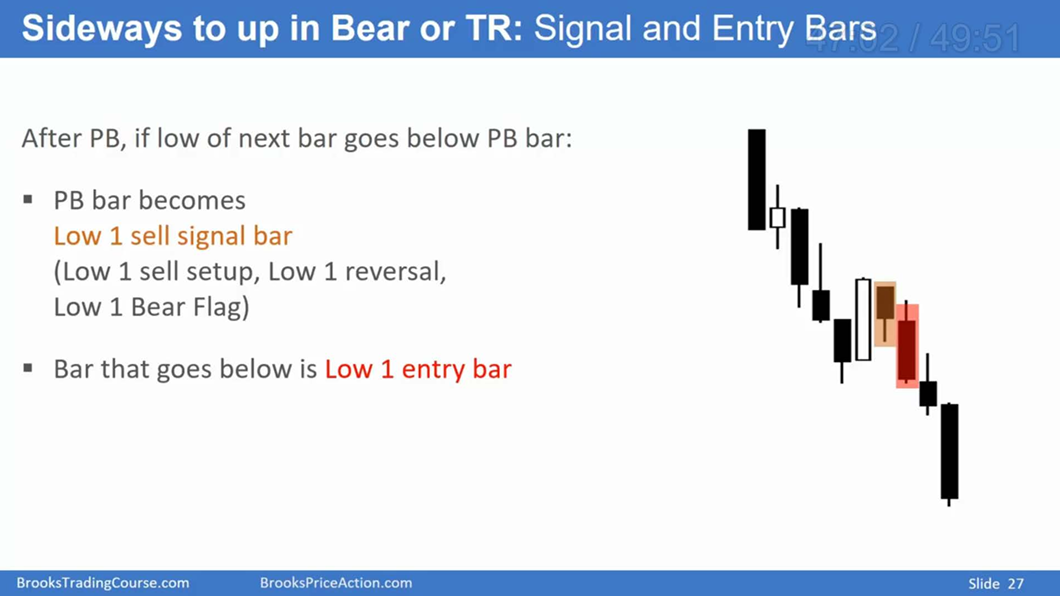 Sideways to up in Bear or TR: Signal and Entry Bars
47:02 / 49:51
After PB, if low of next bar goes below PB bar:
▪ PB bar becomes
Low 1 sell signal bar
(Low 1 sell setup, Low 1 reversal,
Low 1 Bear Flag)
▪ Bar that goes below is Low 1 entry bar
BrooksTradingCourse.com
BrooksPriceAction.com
Slide 27